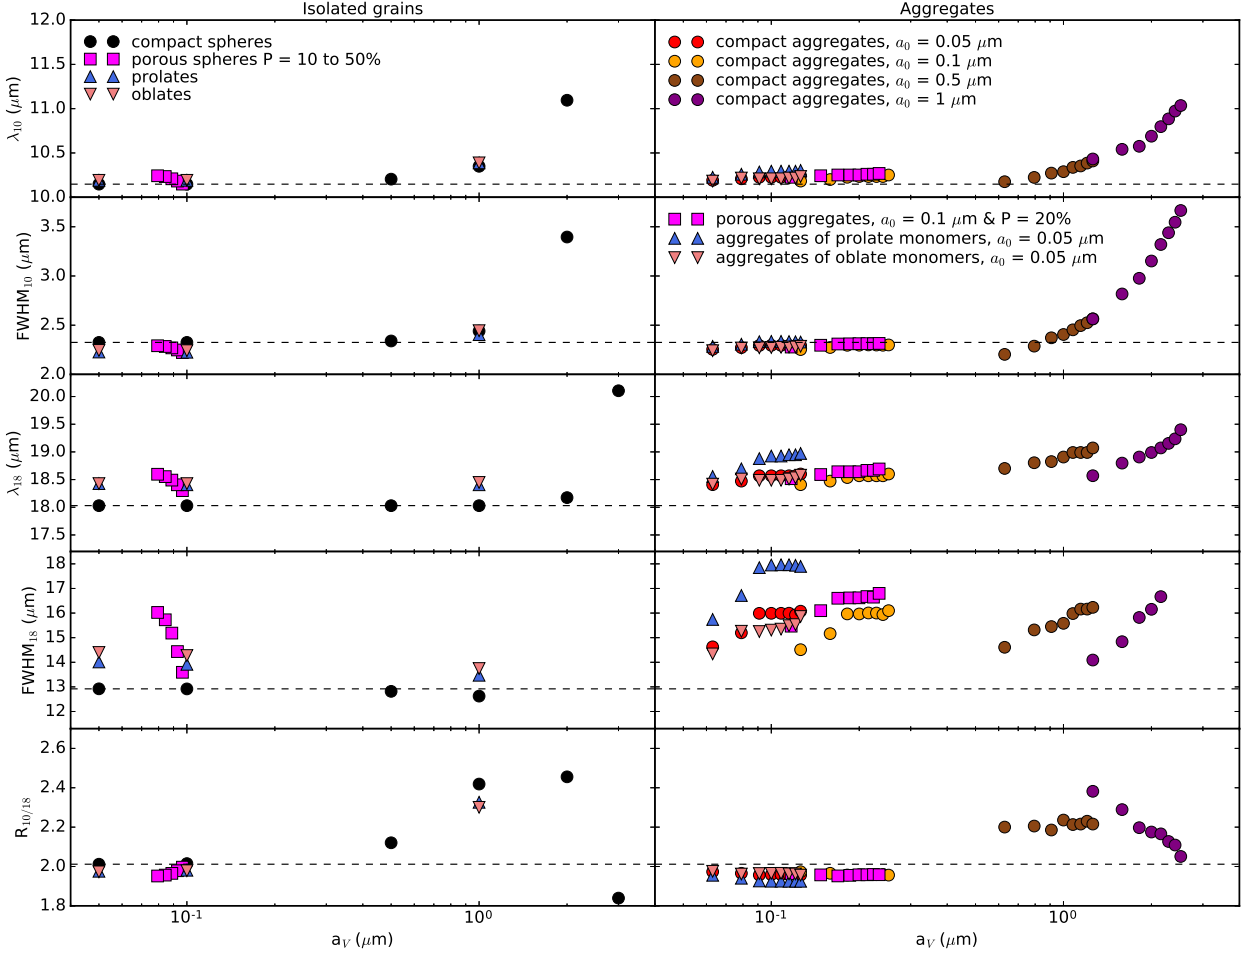 Isolated grains
Aggregates
12.0
11.5
11.0
10.5
10.0
λ10 (μm)
compact spheres
porous spheres P = 10 to 50%
prolates
oblates
compact aggregates, a0 = 0.05 μm
compact aggregates, a0 = 0.1 μm
compact aggregates, a0 = 0.5 μm
compact aggregates, a0 = 1 μm
3.5
3.0
2.5
2.0
FWHM10 (μm)
porous aggregates, a0 = 0.1 μm & P = 20%
aggregates of prolate monomers, a0 = 0.05 μm
aggregates of oblate monomers, a0 = 0.05 μm
20.0
19.5
19.0
18.5
18.0
17.5
λ18 (μm)
18
17
16
15
14
13
12
FWHM18 (μm)
2.6
2.4
2.2
2.0
1.8
R10/18
10-1
100
10-1
100
aV (μm)
aV (μm)